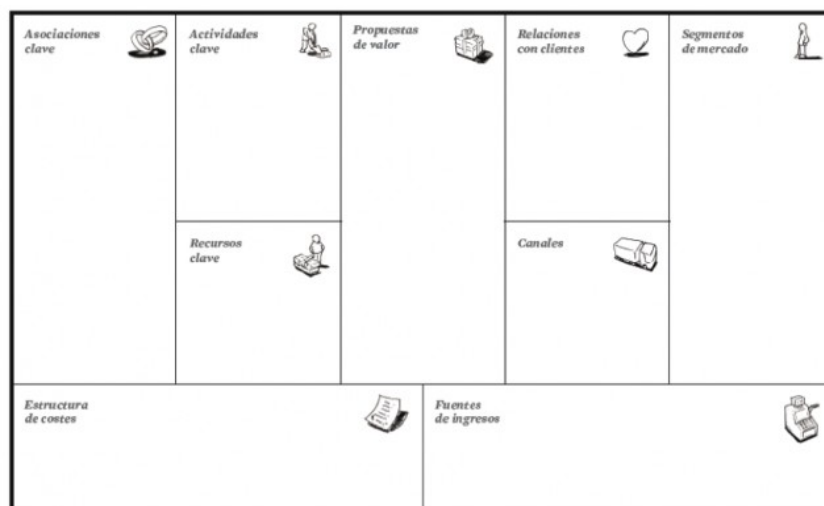 Asociaciones
clave
Actividades
clave
Propuestas
de valor
Relaciones
con clientes
Segmentos
de mercado
Recursos
clave
Canales
Estructura
de costes
Fuentes
de ingresos